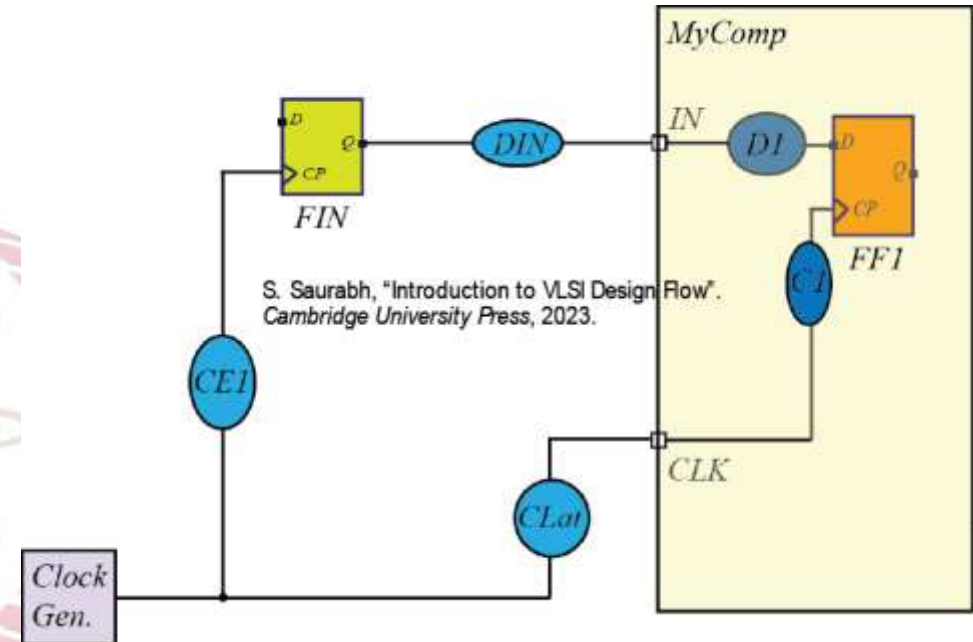 MyComp
D
Q
CP
FIN
DIN
IN
D1
D
Q
CP
FF1
C1
S. Saurabh, "Introduction to VLSI Design Flow".
Cambridge University Press, 2023.
CE1
CLK
CLat
Clock
Gen.